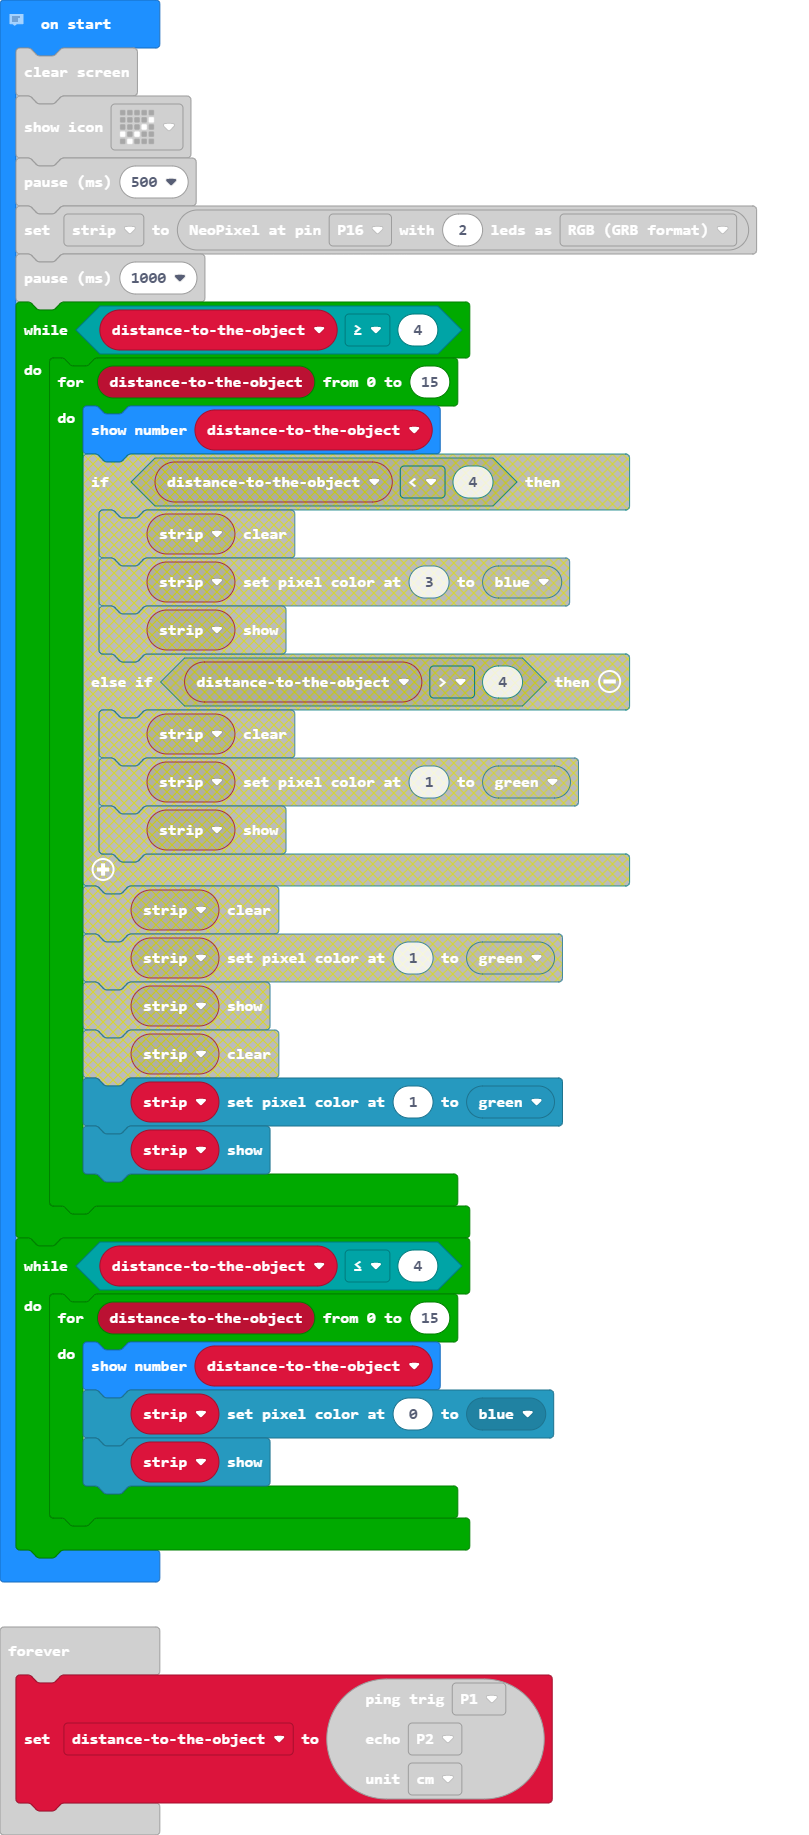 on start
clear screen
show icon
pause (ms) 500
set strip to NeoPixel at pin P16 with 2 leds as RGB (GRB format)
pause (ms) 1000
while distance-to-the-object ≥ 4
do for distance-to-the-object from 0 to 15
do show number distance-to-the-object
if distance-to-the-object < 4 then
strip clear
strip set pixel color at 3 to blue
strip show
else if distance-to-the-object > 4 then
strip clear
strip set pixel color at 1 to green
strip show
strip clear
strip set pixel color at 1 to green
strip show
strip clear
strip set pixel color at 1 to green
strip show
while distance-to-the-object ≤ 4
do for distance-to-the-object from 0 to 15
do show number distance-to-the-object
strip set pixel color at 0 to blue
strip show
forever
ping trig P1
set distance-to-the-object to echo P2
unit cm